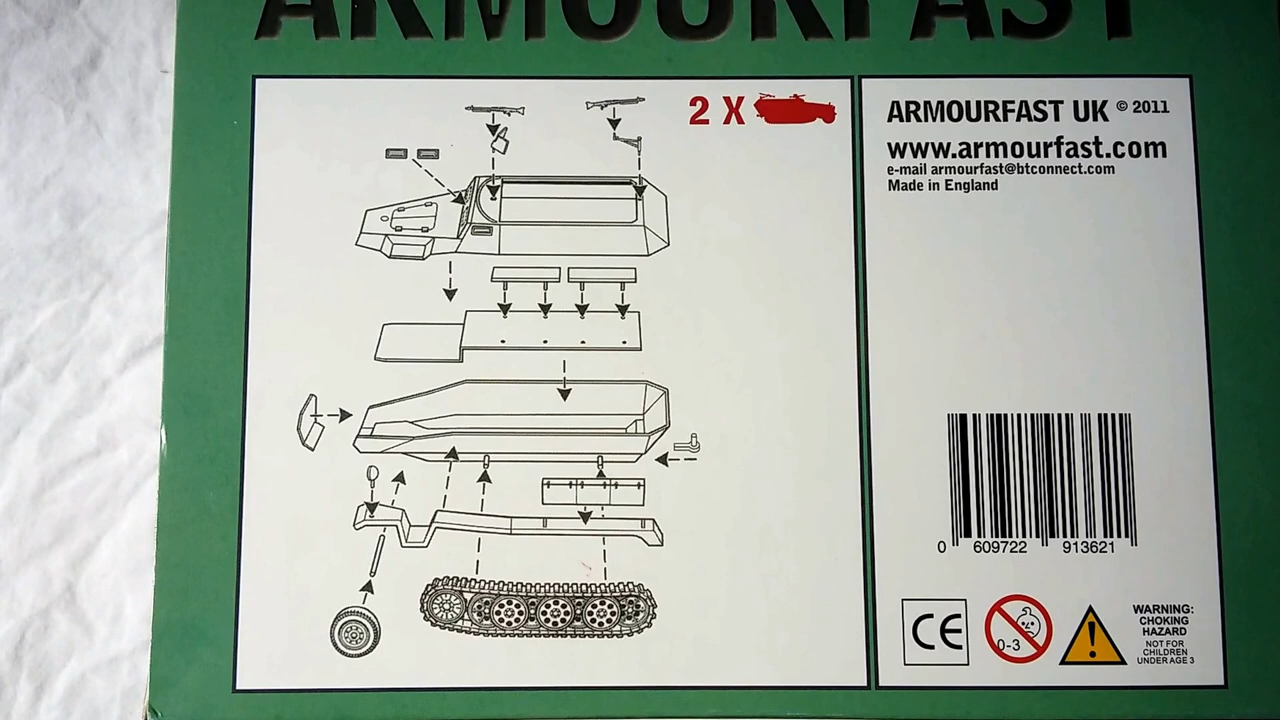 ARMOURFAST
2 X
ARMOURFAST UK © 2011
www.armourfast.com
e-mail armourfast@btconnect.com
Made in England
0 609722 913621
CE
0-3
WARNING:
CHOKING
HAZARD
NOT FOR
CHILDREN
UNDER AGE 3